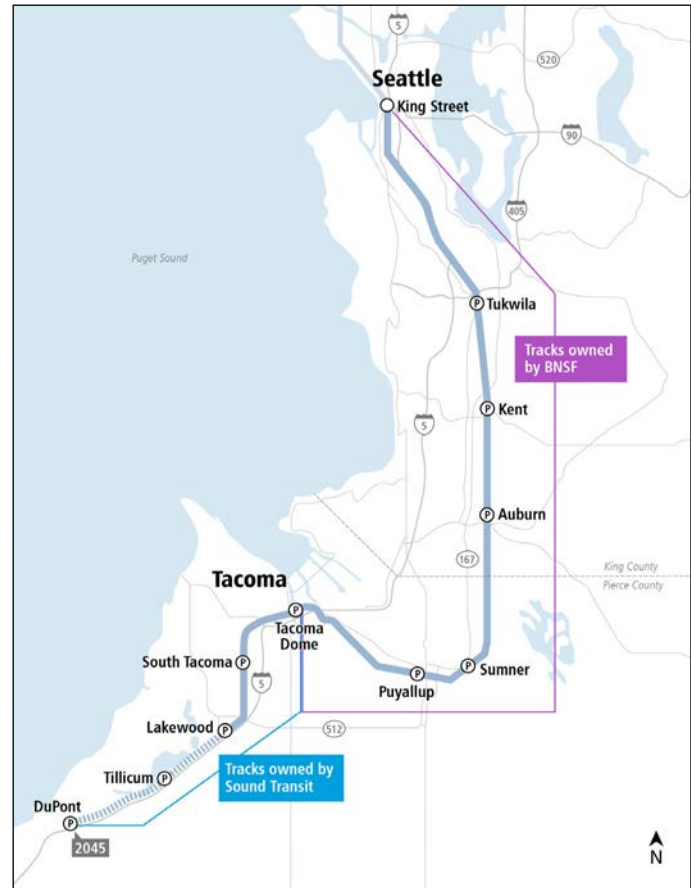 5
520
Seattle
King Street
90
405
Puget Sound
P Tukwila
Tracks owned
by BNSF
P Kent
5
P Auburn
167
King County
Pierce County
Tacoma
P
Tacoma
Dome
South Tacoma P
5
P Sumner
P
Puyallup
Lakewood P
512
Tracks owned by
Sound Transit
Tillicum P
DuPont
P
2045
N